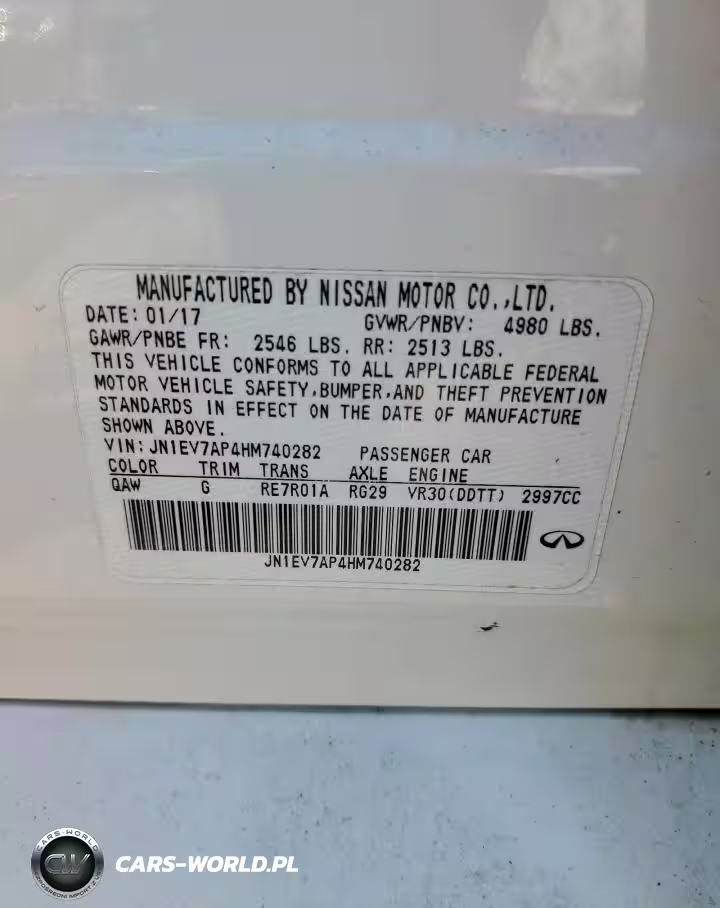 MANUFACTURED BY NISSAN MOTOR CO.,LTD.
DATE: 01/17 GVWR/PNBV: 4980 LBS.
GAWR/PNBE FR: 2546 LBS. RR: 2513 LBS.
THIS VEHICLE CONFORMS TO ALL APPLICABLE FEDERAL
MOTOR VEHICLE SAFETY,BUMPER,AND THEFT PREVENTION
STANDARDS IN EFFECT ON THE DATE OF MANUFACTURE
SHOWN ABOVE.
VIN: JN1EV7AP4HM740282 PASSENGER CAR
COLOR TRIM TRANS AXLE ENGINE
QAW G RE7R01A RG29 VR30(DDTT) 2997CC
JN1EV7AP4HM740282
CARS-WORLD
CW
CARS-WORLD.PL